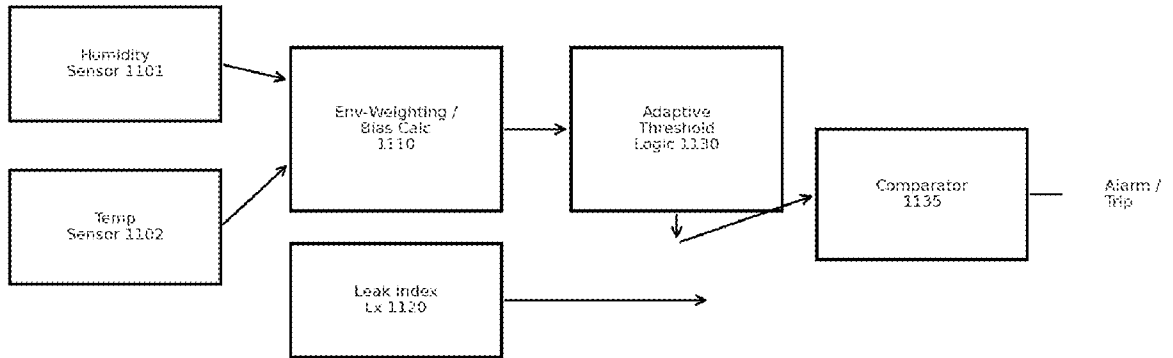 Humidity
Sensor 1101
Env-Weighting /
Bias Calc
1110
Adaptive
Threshold
Logic 1130
Temp
Sensor 1102
Comparator
1135
Alarm /
Trip
Leak Index
Lx 1120